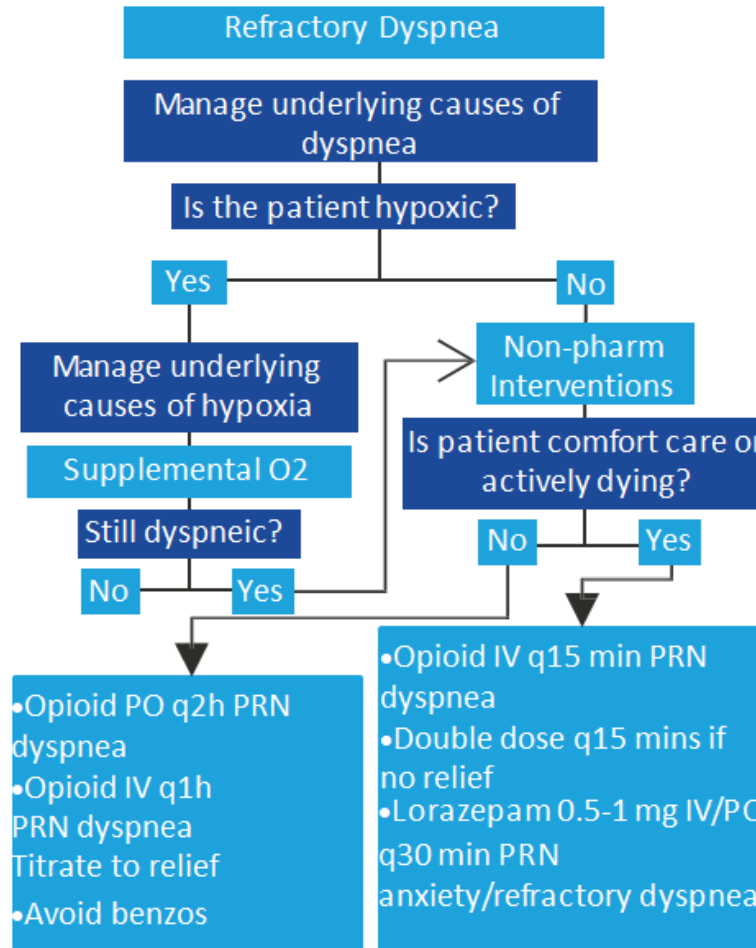 Refractory Dyspnea
Manage underlying causes of
dyspnea
Is the patient hypoxic?
Yes
No
Manage underlying
causes of hypoxia
Non-pharm
Interventions
Supplemental O2
Is patient comfort care or
actively dying?
Still dyspneic?
No
Yes
No
Yes
•Opioid PO q2h PRN
dyspnea
•Opioid IV q1h
PRN dyspnea
Titrate to relief
•Avoid benzos
•Opioid IV q15 min PRN
dyspnea
•Double dose q15 mins if
no relief
•Lorazepam 0.5-1 mg IV/PO
q30 min PRN
anxiety/refractory dyspnea